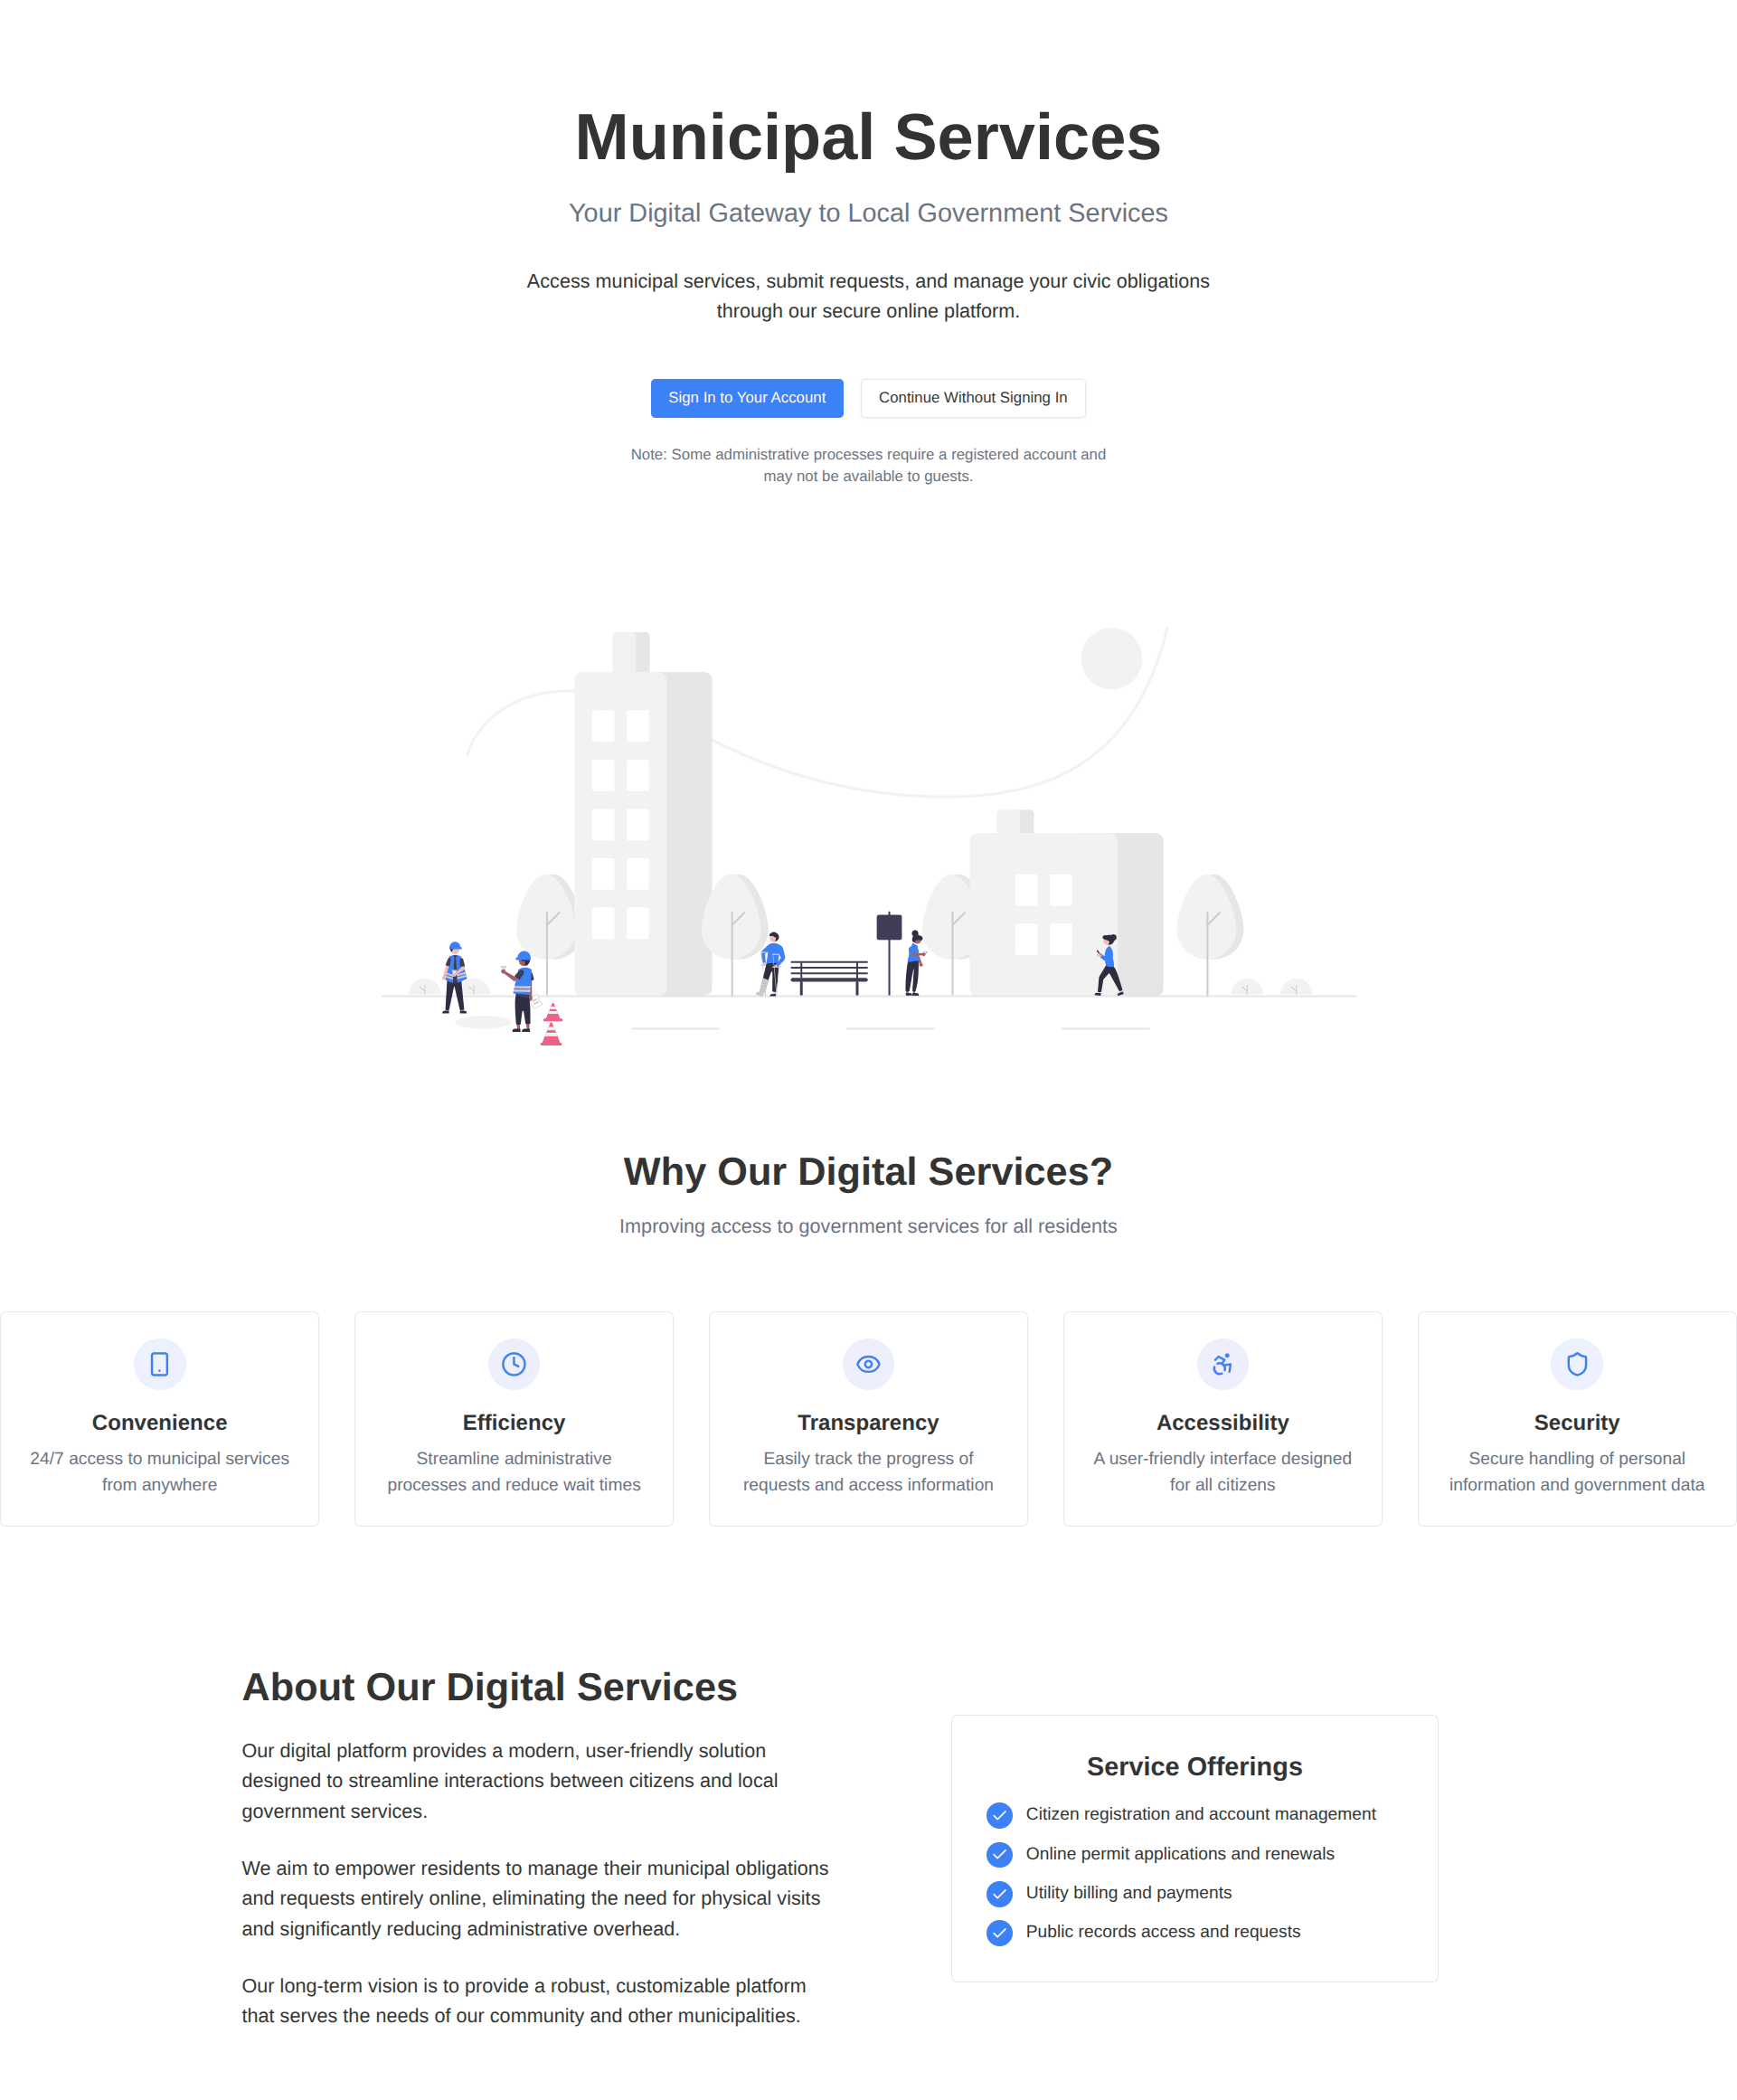 Municipal Services
Your Digital Gateway to Local Government Services
Access municipal services, submit requests, and manage your civic obligations
through our secure online platform.
Sign In to Your Account
Continue Without Signing In
Note: Some administrative processes require a registered account and
may not be available to guests.
Why Our Digital Services?
Improving access to government services for all residents
Convenience
24/7 access to municipal services
from anywhere
Efficiency
Streamline administrative
processes and reduce wait times
Transparency
Easily track the progress of
requests and access information
Accessibility
A user-friendly interface designed
for all citizens
Security
Secure handling of personal
information and government data
About Our Digital Services
Our digital platform provides a modern, user-friendly solution
designed to streamline interactions between citizens and local
government services.
We aim to empower residents to manage their municipal obligations
and requests entirely online, eliminating the need for physical visits
and significantly reducing administrative overhead.
Our long-term vision is to provide a robust, customizable platform
that serves the needs of our community and other municipalities.
Service Offerings
Citizen registration and account management
Online permit applications and renewals
Utility billing and payments
Public records access and requests